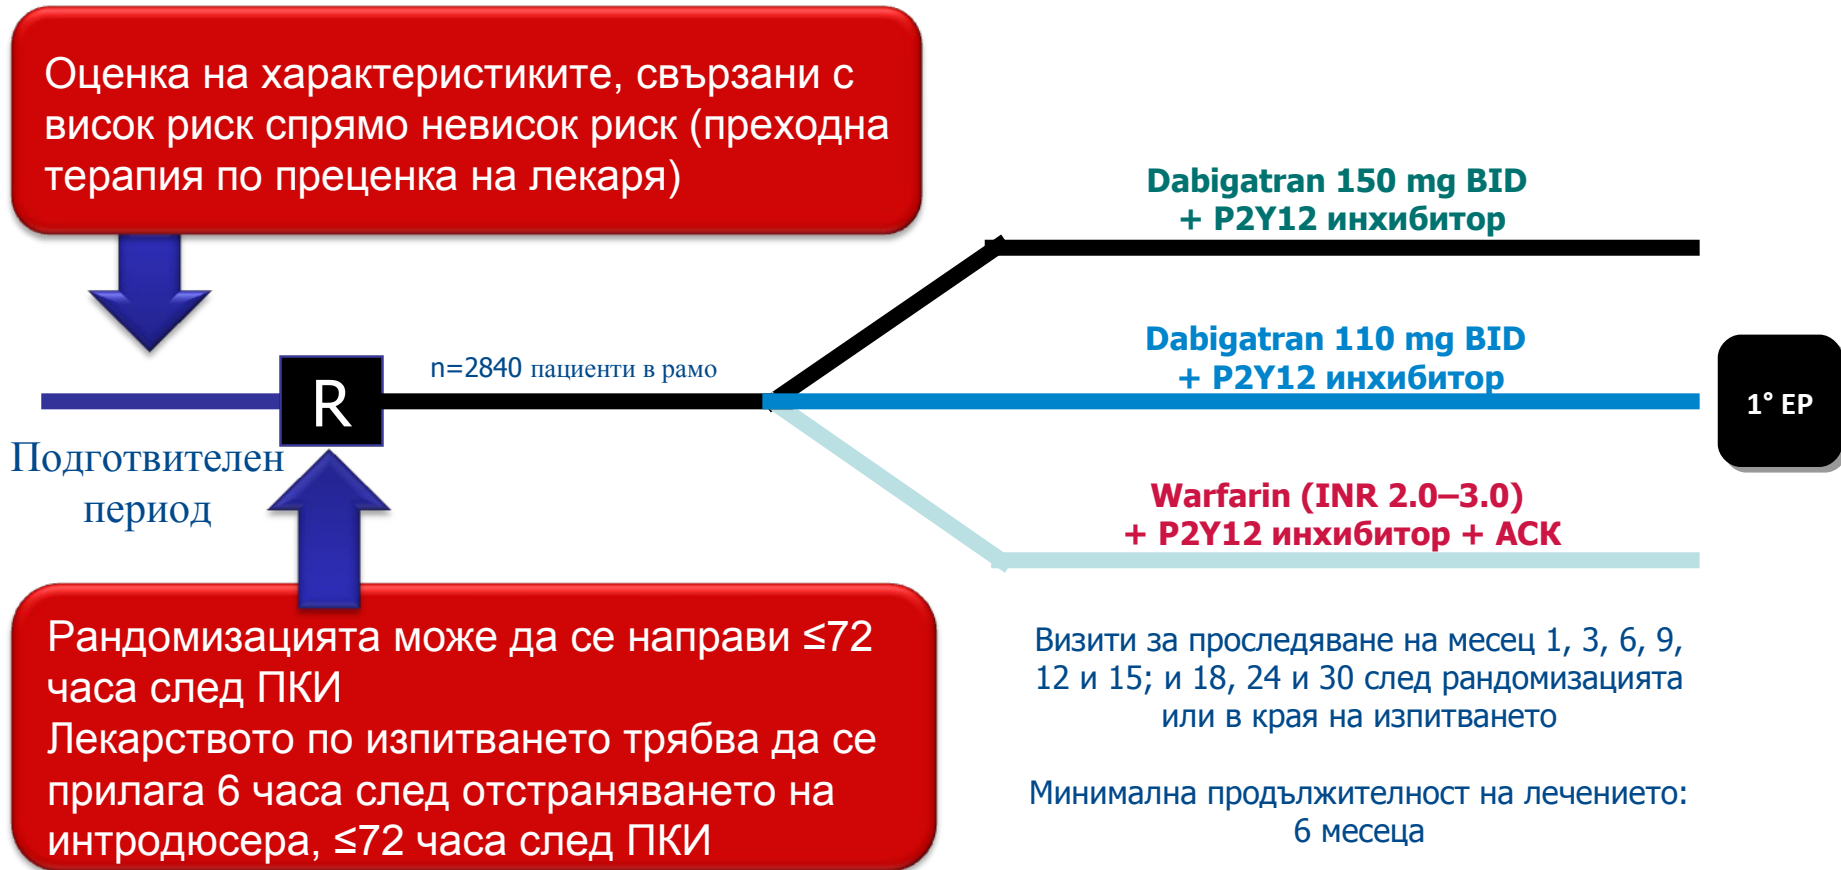 Оценка на характеристиките, свързани с
висок риск спрямо невисок риск (преходна
терапия по преценка на лекаря)
Dabigatran 150 mg BID
+ P2Y12 инхибитор
n=2840 пациенти в рамо
Dabigatran 110 mg BID
+ P2Y12 инхибитор
R
1° EP
Подготвителен
период
Warfarin (INR 2.0–3.0)
+ P2Y12 инхибитор + АСК
Рандомизацията може да се направи ≤72
часа след ПКИ
Лекарството по изпитването трябва да се
прилага 6 часа след отстраняването на
интродюсера, ≤72 часа след ПКИ
Визити за проследяване на месец 1, 3, 6, 9,
12 и 15; и 18, 24 и 30 след рандомизацията
или в края на изпитването
Минимална продължителност на лечението:
6 месеца